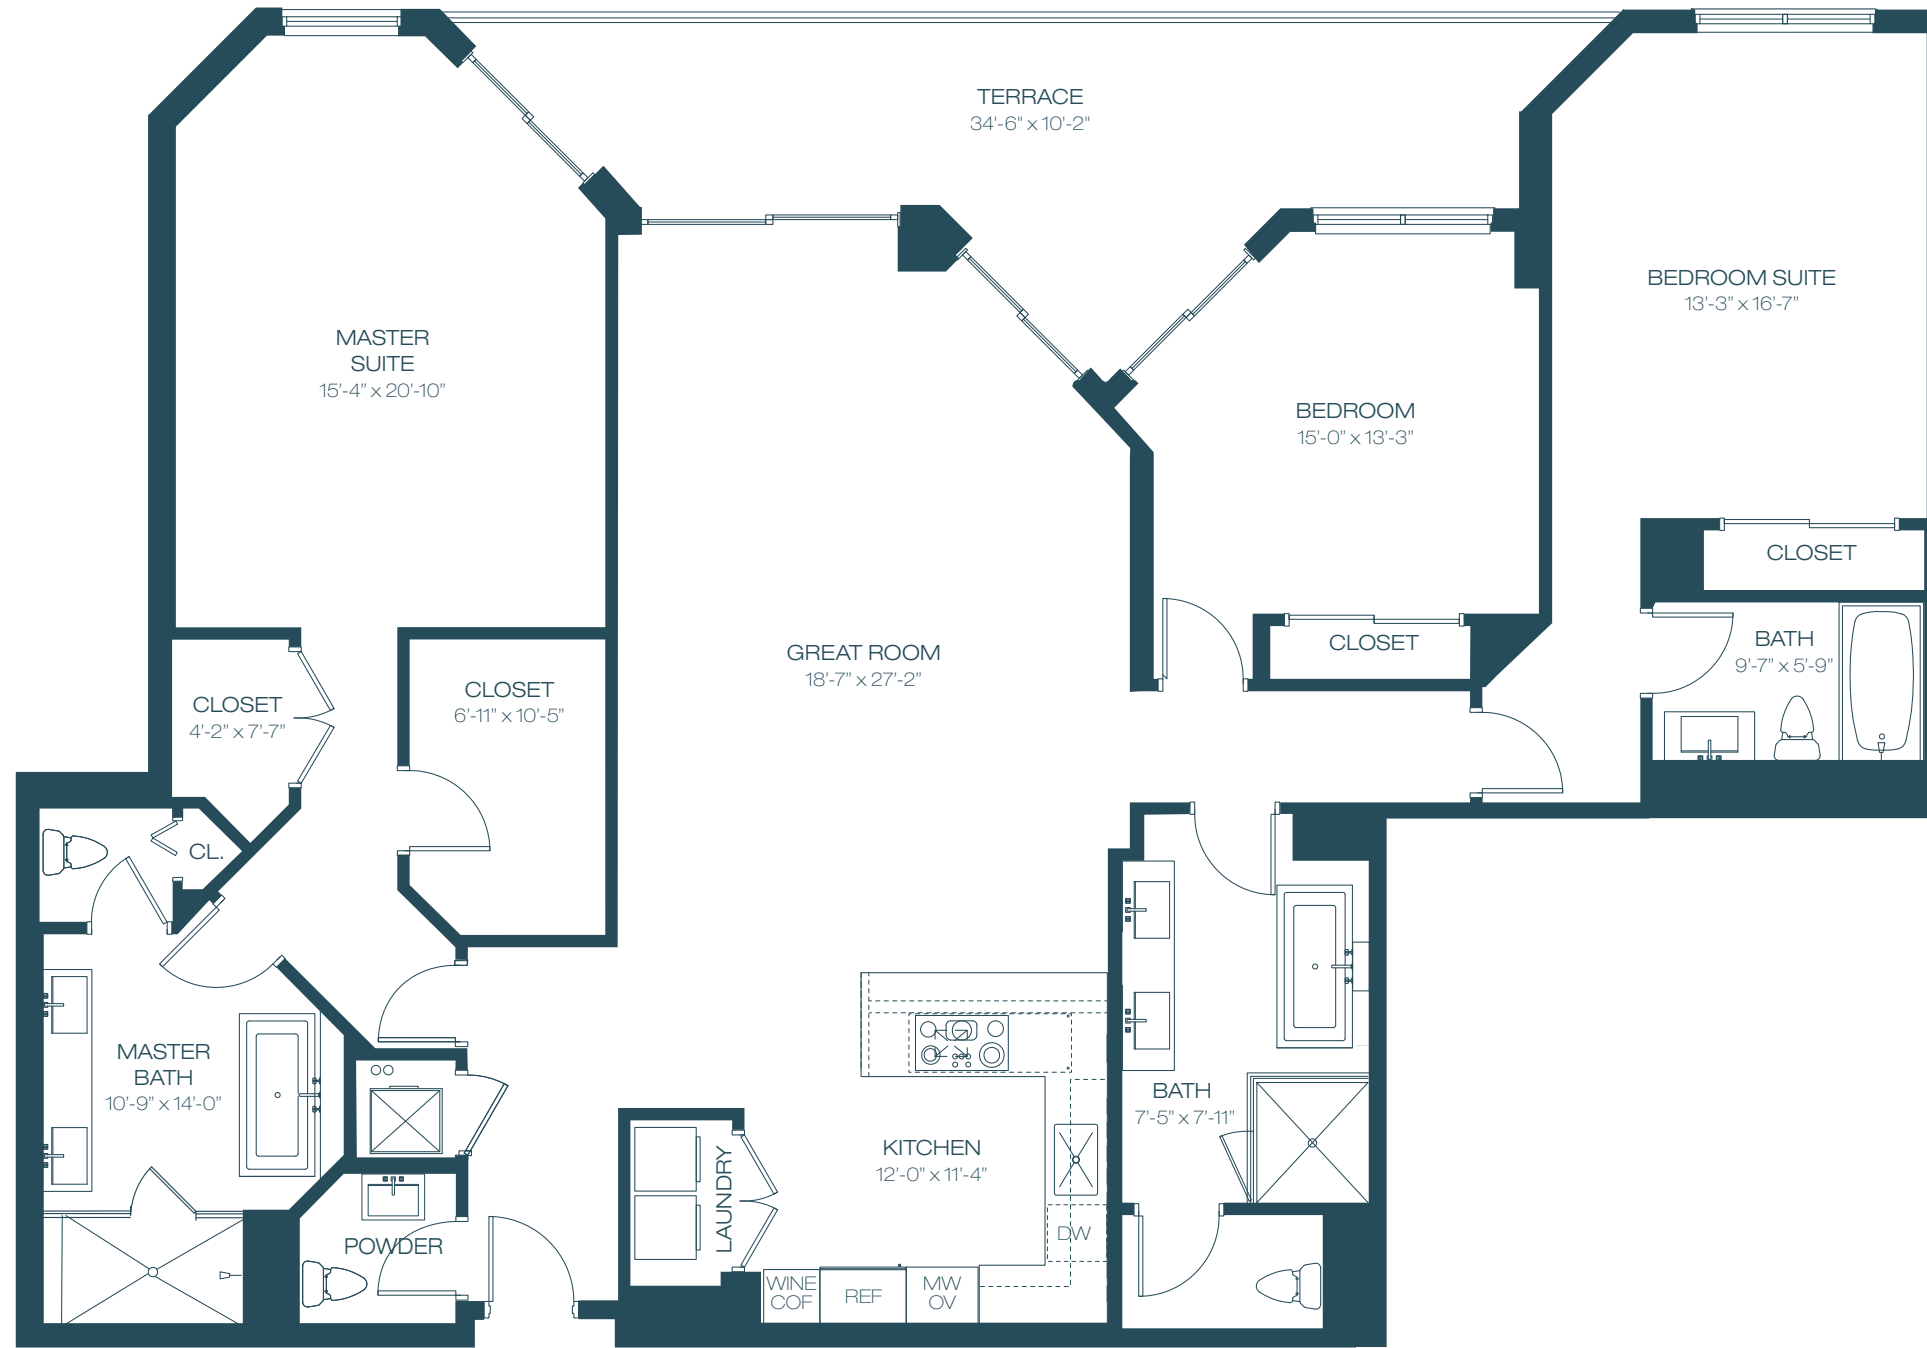 TERRACE
34'-6" x 10'-2"
BEDROOM SUITE
13'-3" x 16'-7"
MASTER
SUITE
15'-4" x 20'-10"
BEDROOM
15'-0" x 13'-3"
CLOSET
CLOSET
BATH
9'-7" x 5'-9"
GREAT ROOM
18'-7" x 27'-2"
CLOSET
6'-11" x 10'-5"
CLOSET
4'-2" x 7'-7"
CL.
MASTER
BATH
10'-9" x 14'-0"
BATH
7'-5" x 7'-11"
KITCHEN
12'-0" x 11'-4"
LAUNDRY
DW
POWDER
WINE
COF
REF
MW
OV